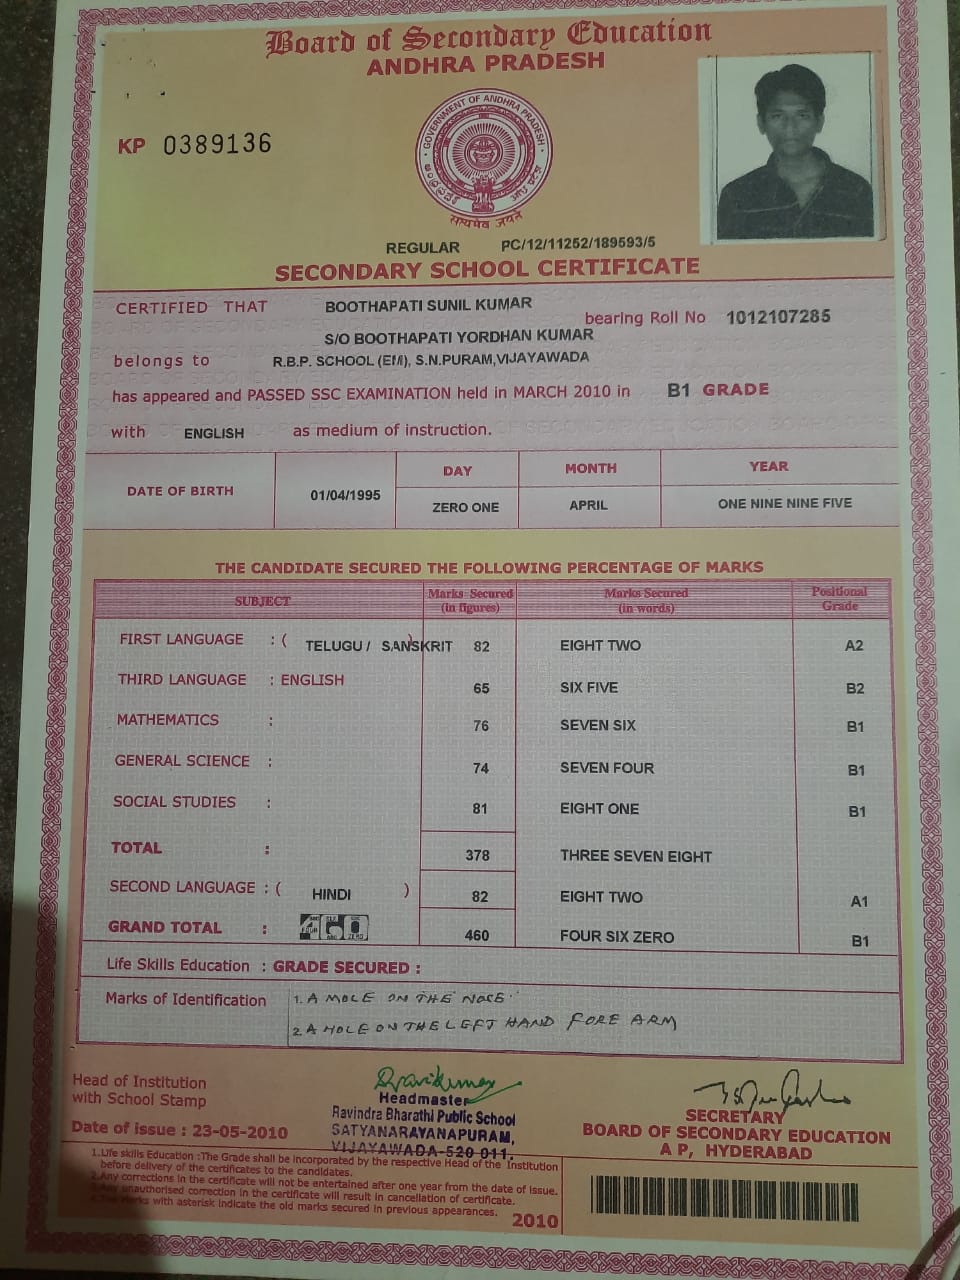 Board of Secondary Education
ANDHRA PRADESH
KP 0389136
GOVERNMENT OF ANDHRA PRADESH
सत्यमेव जयते
REGULAR PC/12/11252/189593/5
SECONDARY SCHOOL CERTIFICATE
CERTIFIED THAT BOOTHAPATI SUNIL KUMAR
bearing Roll No 1012107285
S/O BOOTHAPATI YORDHAN KUMAR
belongs to R.B.P. SCHOOL (EM), S.N.PURAM,VIJAYAWADA
has appeared and PASSED SSC EXAMINATION held in MARCH 2010 in B1 GRADE
with ENGLISH as medium of instruction.
DATE OF BIRTH 01/04/1995 DAY MONTH YEAR
ZERO ONE APRIL ONE NINE NINE FIVE
THE CANDIDATE SECURED THE FOLLOWING PERCENTAGE OF MARKS
SUBJECT Marks Secured (in figures) Marks Secured (in words) Positional Grade
FIRST LANGUAGE : ( TELUGU / SANSKRIT ) 82 EIGHT TWO A2
THIRD LANGUAGE : ENGLISH 65 SIX FIVE B2
MATHEMATICS : 76 SEVEN SIX B1
GENERAL SCIENCE : 74 SEVEN FOUR B1
SOCIAL STUDIES : 81 EIGHT ONE B1
TOTAL : 378 THREE SEVEN EIGHT
SECOND LANGUAGE : ( HINDI ) 82 EIGHT TWO A1
GRAND TOTAL : 460 460 FOUR SIX ZERO B1
Life Skills Education : GRADE SECURED :
Marks of Identification 1. A MOLE ON THE NOSE.
2 A MOLE ON THE LEFT HAND FORE ARM
Head of Institution
with School Stamp
Headmaster
Ravindra Bharathi Public School
SATYANARAYANAPURAM,
VIJAYAWADA-520 011.
SECRETARY
BOARD OF SECONDARY EDUCATION
A P, HYDERABAD
Date of issue : 23-05-2010
1.Life skills Education :The Grade shall be incorporated by the respective Head of the Institution
before delivery of the certificates to the candidates.
2.Any corrections in the certificate will not be entertained after one year from the date of issue.
3.Any unauthorised correction in the certificate will result in cancellation of certificate.
Marks with asterisk indicate the old marks secured in previous appearances.
2010